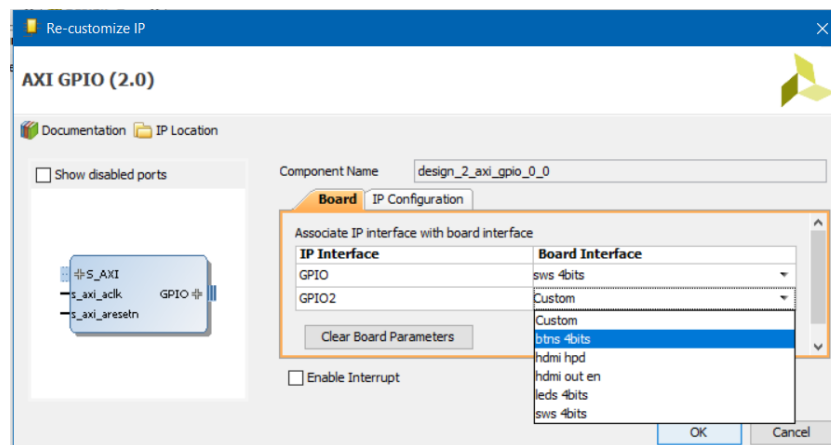 Re-customize IP
AXI GPIO (2.0)
Documentation IP Location
Show disabled ports
S_AXI
s_axi_aclk GPIO
s_axi_aresetn
Component Name design_2_axi_gpio_0_0
Board IP Configuration
Associate IP interface with board interface
IP Interface Board Interface
GPIO sws 4bits
GPIO2 Custom
Custom
btns 4bits
hdmi hpd
hdmi out en
leds 4bits
sws 4bits
Clear Board Parameters
Enable Interrupt
OK Cancel